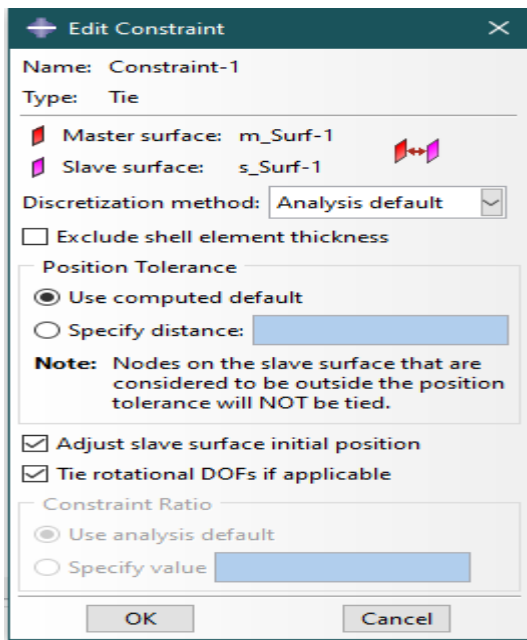 Edit Constraint
Name: Constraint-1
Type: Tie
Master surface: m_Surf-1
Slave surface: s_Surf-1
Discretization method: Analysis default
Exclude shell element thickness
Position Tolerance
Use computed default
Specify distance:
Note: Nodes on the slave surface that are
considered to be outside the position
tolerance will NOT be tied.
Adjust slave surface initial position
Tie rotational DOFs if applicable
Constraint Ratio
Use analysis default
Specify value
OK Cancel